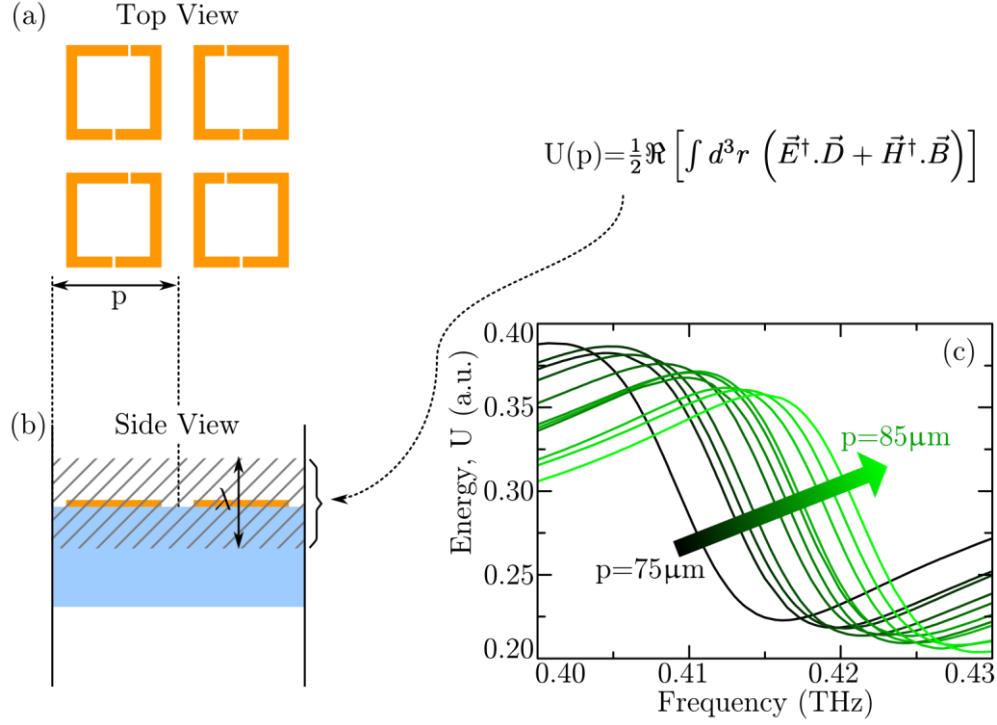 (a)
Top View
p
U(p)=½ℜ[∫d³r (E⃗†.D⃗ + H⃗†.B⃗)]
(b)
Side View
λ
(c)
Energy, U (a.u.)
0.40
0.35
0.30
0.25
0.20
p=85μm
p=75μm
0.40 0.41 0.42 0.43
Frequency (THz)